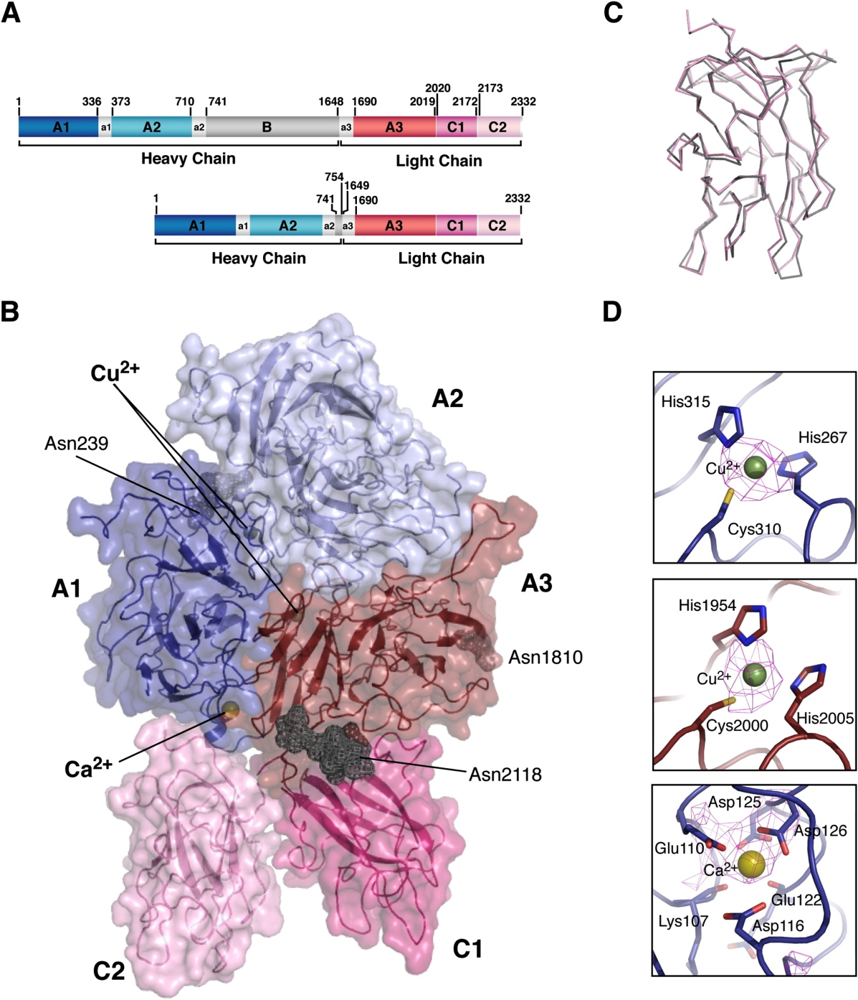 A
C
2020 2173
1 336 373 710 741 1648 1690 2019 2172 2332
A1 a1 A2 a2 B a3 A3 C1 C2
Heavy Chain Light Chain
754
1649
1 741 1690 2332
A1 a1 A2 a2 a3 A3 C1 C2
Heavy Chain Light Chain
B
D
Cu2+
A2
Asn239
A1
A3
Asn1810
Ca2+
Asn2118
C1
C2
His315
His267
Cu2+
Cys310
His1954
Cu2+
Cys2000
His2005
Asp125
Asp126
Glu110
Ca2+
Glu122
Lys107
Asp116